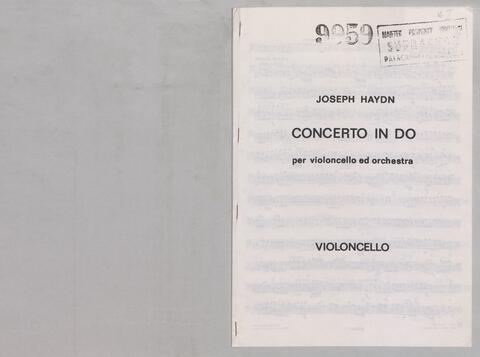 9959
JOSEPH HAYDN
CONCERTO IN DO
per violoncello ed orchestra
VIOLONCELLO